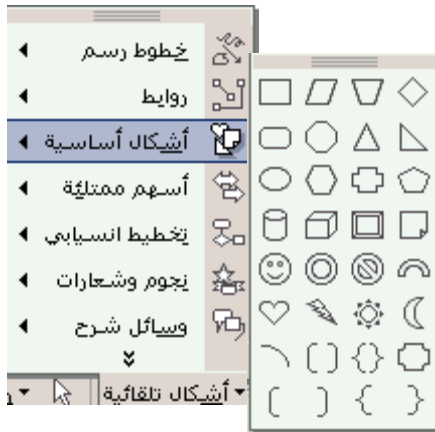 خطوط رسم
روابط
أشكال أساسية
أسهم ممتلئة
تخطيط انسيابي
نجوم وشعارات
وسائل شرح
أشكال تلقائية